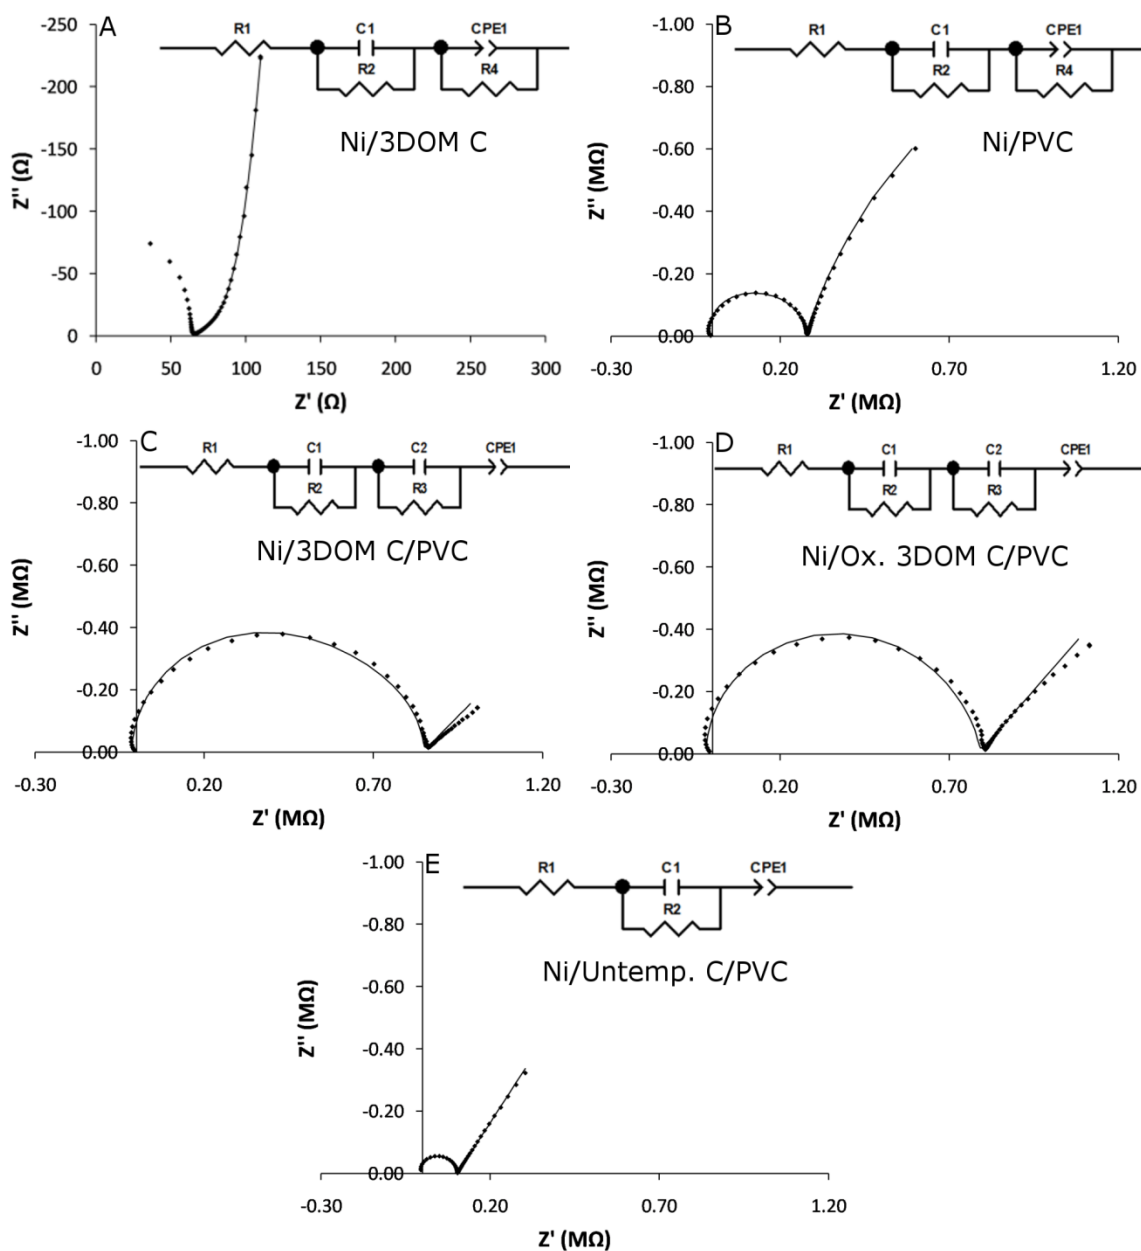 A
-250
-200
-150
-100
-50
0
Z'' (Ω)
0 50 100 150 200 250 300
Z' (Ω)
R1 C1 CPE1
R2 R4
Ni/3DOM C
B
-1.00
-0.80
-0.60
-0.40
-0.20
0.00
Z'' (MΩ)
-0.30 0.20 0.70 1.20
Z' (MΩ)
R1 C1 CPE1
R2 R4
Ni/PVC
C
-1.00
-0.80
-0.60
-0.40
-0.20
0.00
Z'' (MΩ)
-0.30 0.20 0.70 1.20
Z' (MΩ)
R1 C1 C2 CPE1
R2 R3
Ni/3DOM C/PVC
D
-1.00
-0.80
-0.60
-0.40
-0.20
0.00
Z'' (MΩ)
-0.30 0.20 0.70 1.20
Z' (MΩ)
R1 C1 C2 CPE1
R2 R3
Ni/Ox. 3DOM C/PVC
E
-1.00
-0.80
-0.60
-0.40
-0.20
0.00
Z'' (MΩ)
-0.30 0.20 0.70 1.20
Z' (MΩ)
R1 C1 CPE1
R2
Ni/Untemp. C/PVC